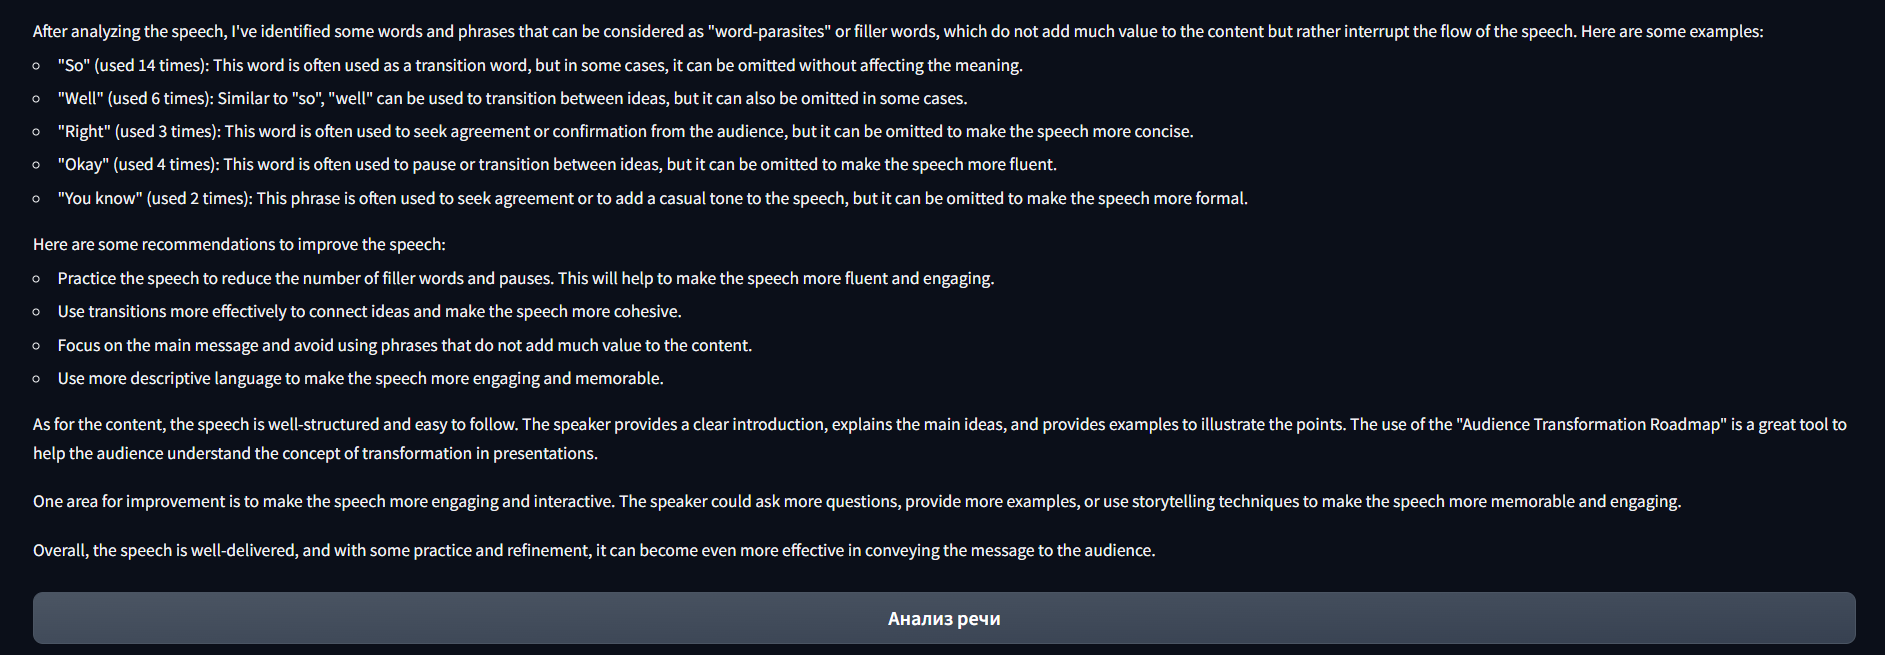 After analyzing the speech, I've identified some words and phrases that can be considered as "word-parasites" or filler words, which do not add much value to the content but rather interrupt the flow of the speech. Here are some examples:
"So" (used 14 times): This word is often used as a transition word, but in some cases, it can be omitted without affecting the meaning.
"Well" (used 6 times): Similar to "so", "well" can be used to transition between ideas, but it can also be omitted in some cases.
"Right" (used 3 times): This word is often used to seek agreement or confirmation from the audience, but it can be omitted to make the speech more concise.
"Okay" (used 4 times): This word is often used to pause or transition between ideas, but it can be omitted to make the speech more fluent.
"You know" (used 2 times): This phrase is often used to seek agreement or to add a casual tone to the speech, but it can be omitted to make the speech more formal.
Here are some recommendations to improve the speech:
Practice the speech to reduce the number of filler words and pauses. This will help to make the speech more fluent and engaging.
Use transitions more effectively to connect ideas and make the speech more cohesive.
Focus on the main message and avoid using phrases that do not add much value to the content.
Use more descriptive language to make the speech more engaging and memorable.
As for the content, the speech is well-structured and easy to follow. The speaker provides a clear introduction, explains the main ideas, and provides examples to illustrate the points. The use of the "Audience Transformation Roadmap" is a great tool to
help the audience understand the concept of transformation in presentations.
One area for improvement is to make the speech more engaging and interactive. The speaker could ask more questions, provide more examples, or use storytelling techniques to make the speech more memorable and engaging.
Overall, the speech is well-delivered, and with some practice and refinement, it can become even more effective in conveying the message to the audience.
Анализ речи